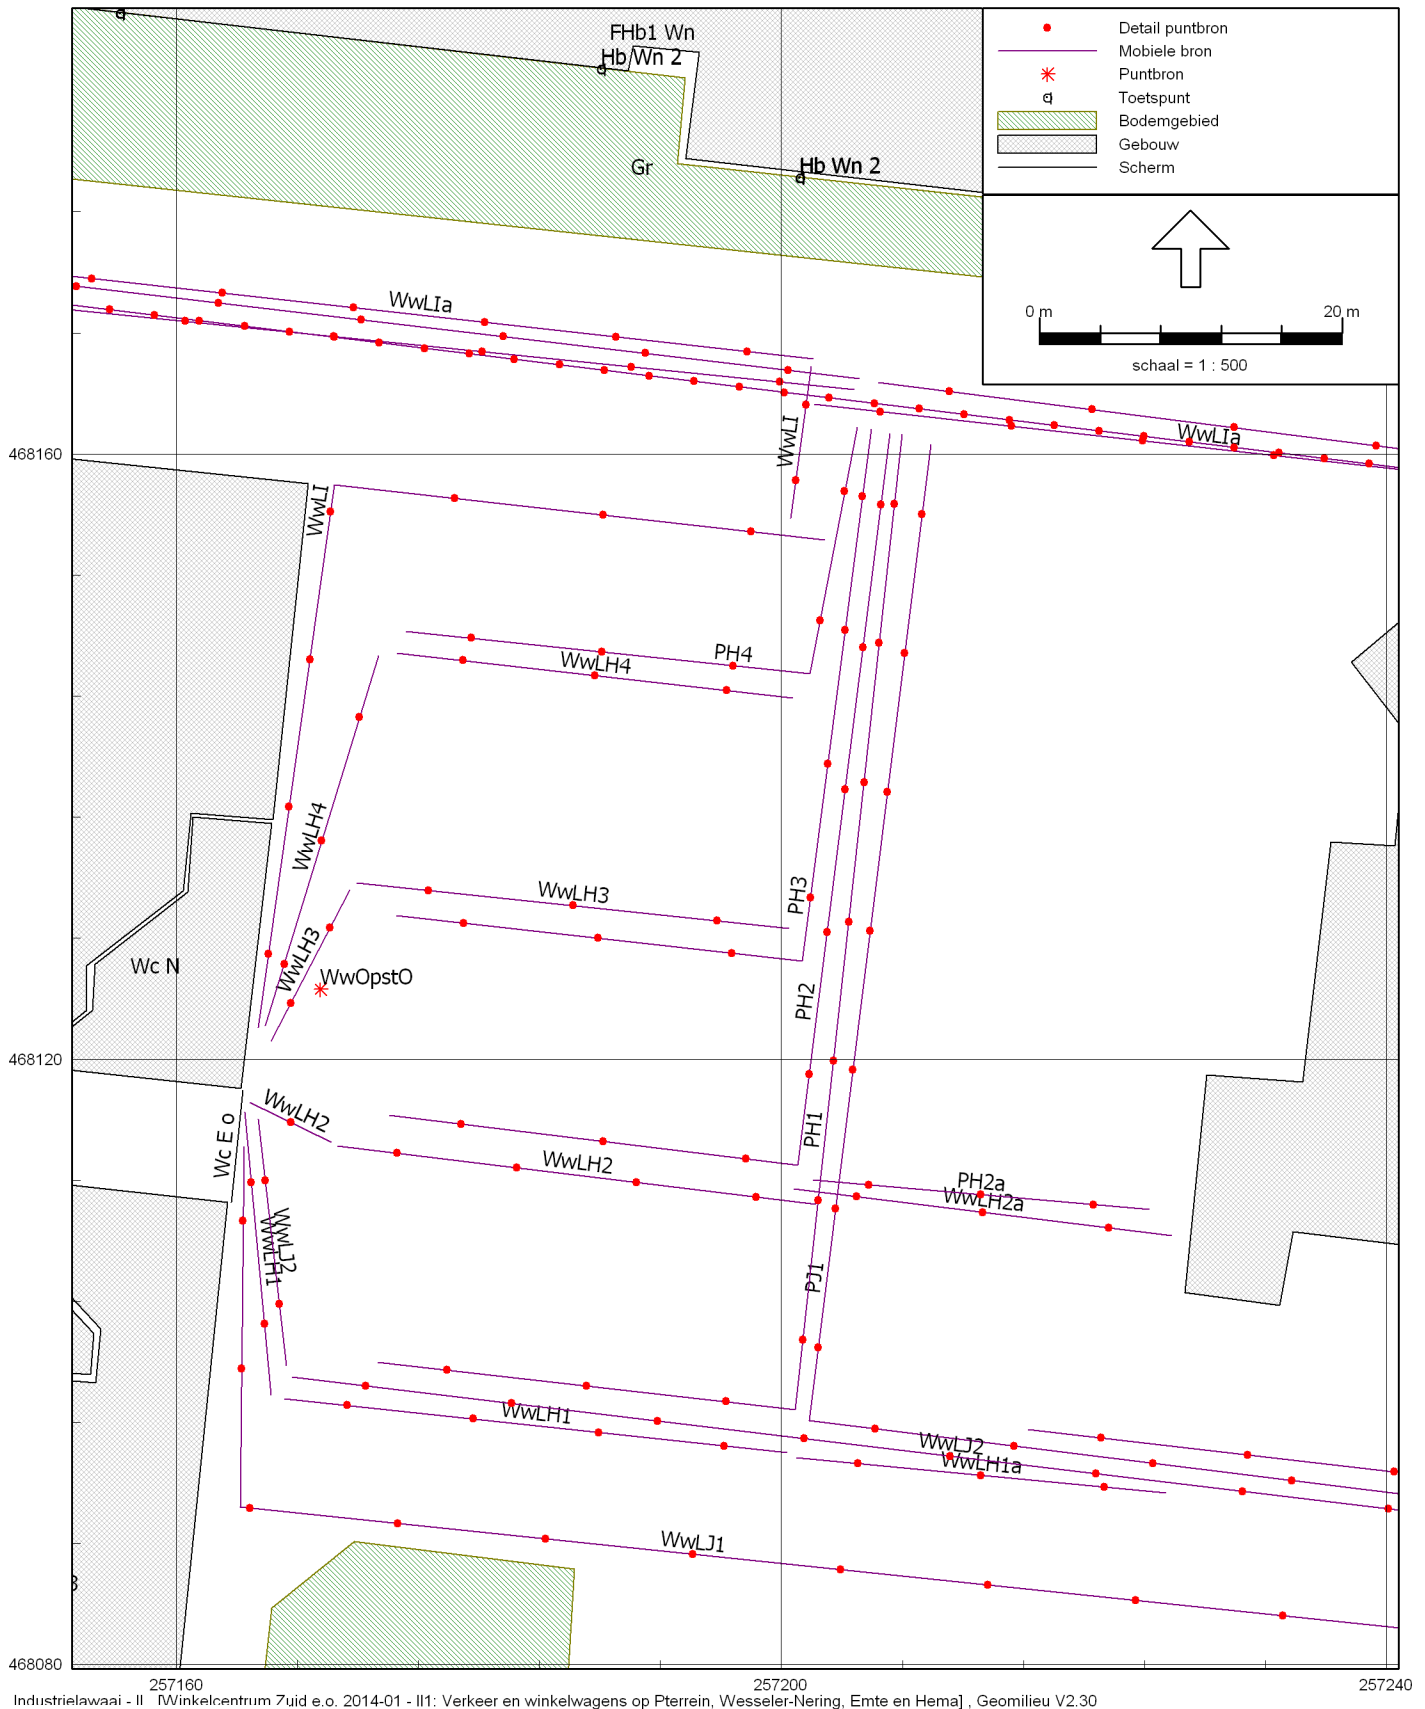 FHb1 Wn
Hb Wn 2
Gr
Hb Wn 2
Detail puntbron
Mobiele bron
Puntbron
Toetspunt
Bodemgebied
Gebouw
Scherm
0 m
20 m
schaal = 1 : 500
WwLIa
WwLIa
WwLI
WwLI
468160
PH4
WwLH4
WwLH4
WwLH3
PH3
WwLH3
Wc N
WwOpstO
PH2
468120
WwLH2
Wc E o
PH1
WwLH2
PH2a
WwLH2a
WwLJ2
WwLH1
PJ1
WwLH1
WwLJ2
WwLH1a
WwLJ1
468080
257160
257200
257240
Industrielawaai - IL, [Winkelcentrum Zuid e.o. 2014-01 - II1: Verkeer en winkelwagens op Pterrein, Wesseler-Nering, Emte en Hema] , Geomilieu V2.30